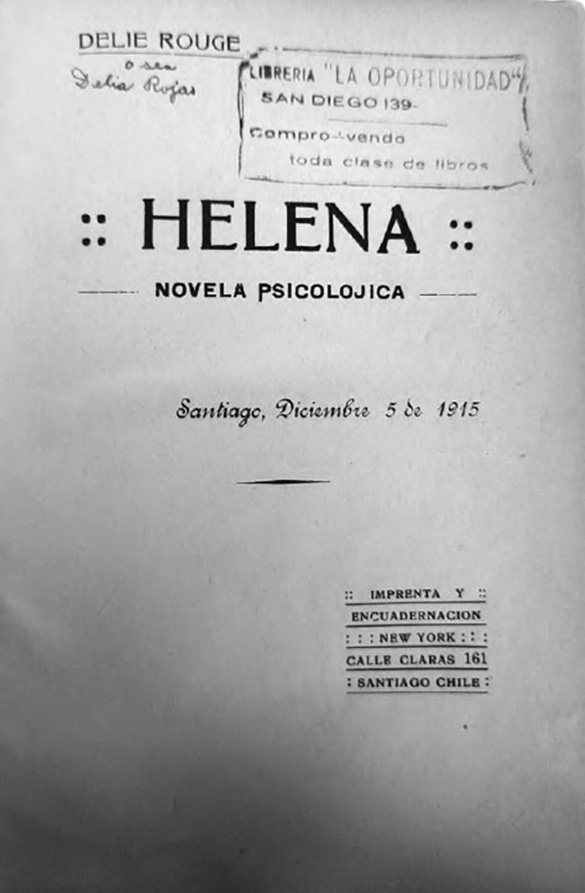 DELIE ROUGE
o sea
Delia Rojas
LIBRERIA "LA OPORTUNIDAD"
SAN DIEGO 139-
Compro-vendo
toda clase de libros
:: HELENA ::
NOVELA PSICOLOJICA
Santiago, Diciembre 5 de 1915
:: IMPRENTA Y ::
ENCUADERNACION
: : : NEW YORK : : :
CALLE CLARAS 161
: SANTIAGO CHILE :